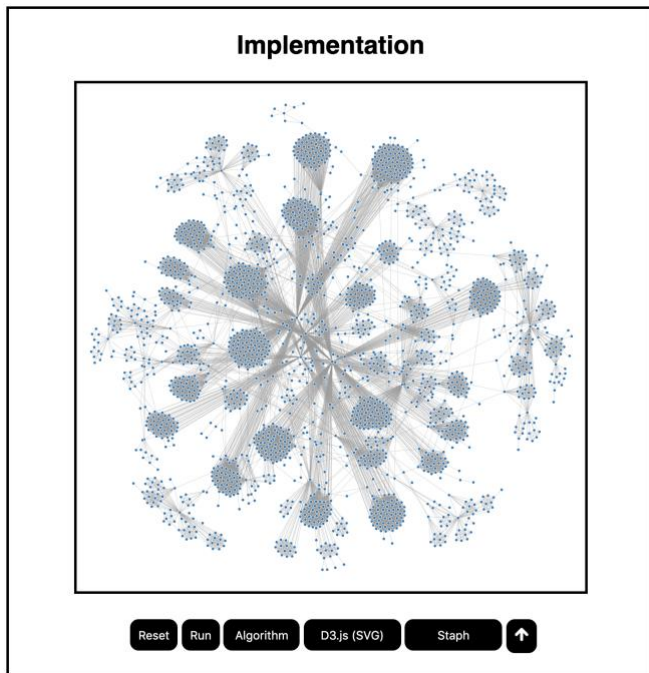 Implementation
Reset Run Algorithm D3.js (SVG) Staph